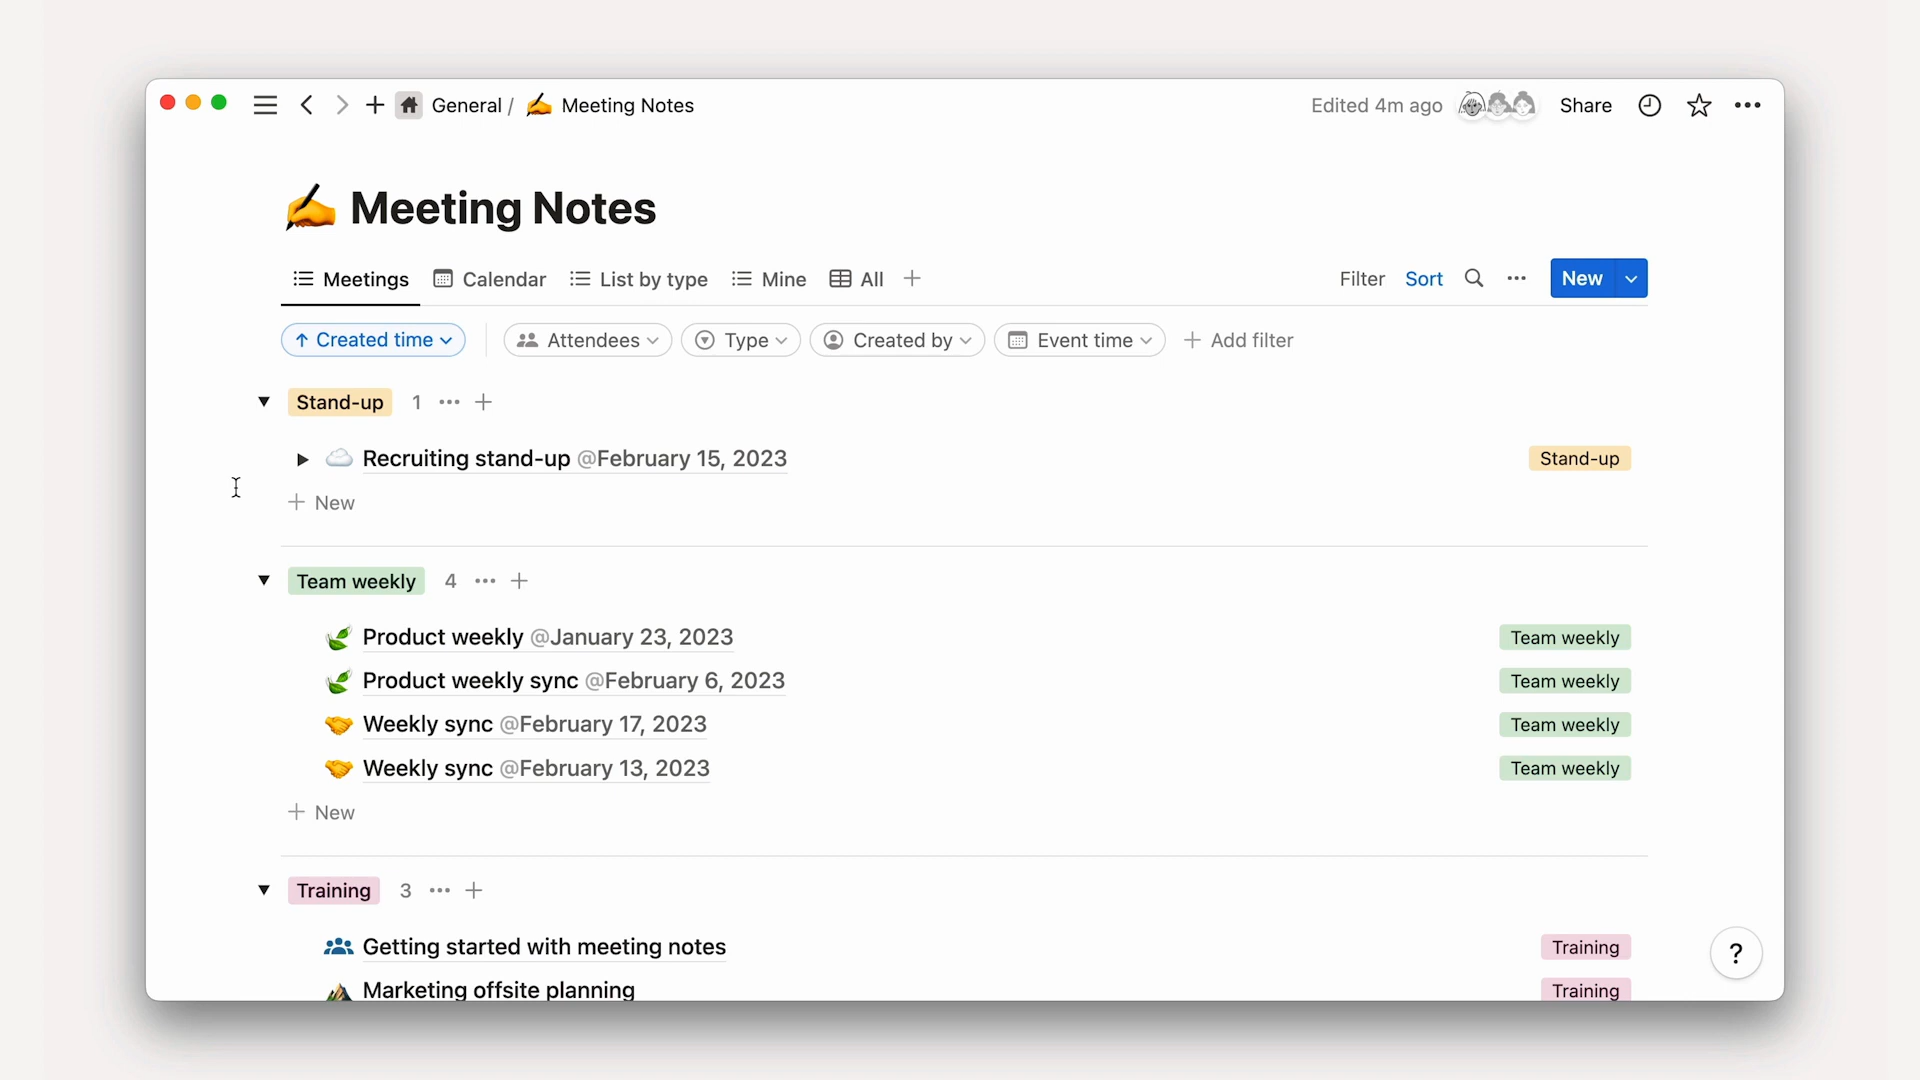 General / Meeting Notes Edited 4m ago Share
Meeting Notes
Meetings Calendar List by type Mine All Filter Sort New
Created time Attendees Type Created by Event time Add filter
Stand-up 1
Recruiting stand-up @February 15, 2023 Stand-up
New
Team weekly 4
Product weekly @January 23, 2023 Team weekly
Product weekly sync @February 6, 2023 Team weekly
Weekly sync @February 17, 2023 Team weekly
Weekly sync @February 13, 2023 Team weekly
New
Training 3
Getting started with meeting notes Training
?
Marketing offsite planning Training